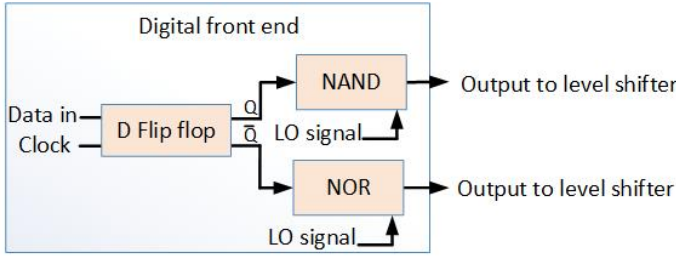 Digital front end
NAND
Output to level shifter
Data in
Clock
D Flip flop
Q
Q̅
LO signal
NOR
Output to level shifter
LO signal